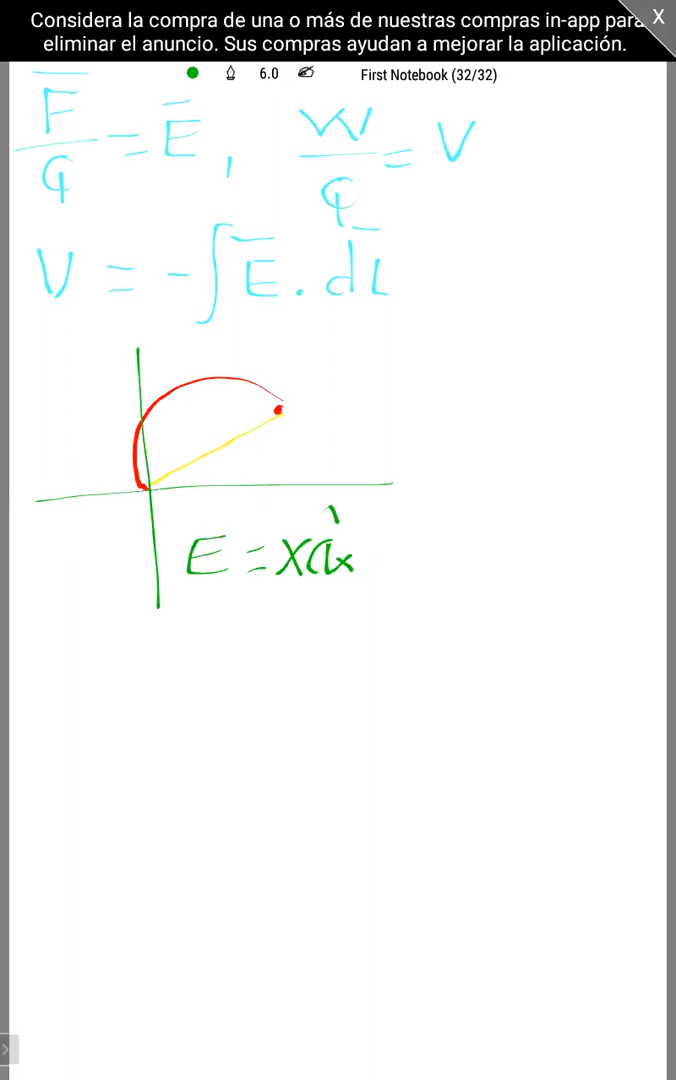 Considera la compra de una o más de nuestras compras in-app para
eliminar el anuncio. Sus compras ayudan a mejorar la aplicación.
X
6.0 First Notebook (32/32)
F̅/q = E̅, W/q = V
V = -∫E̅ . dL̅
E = xâx
>